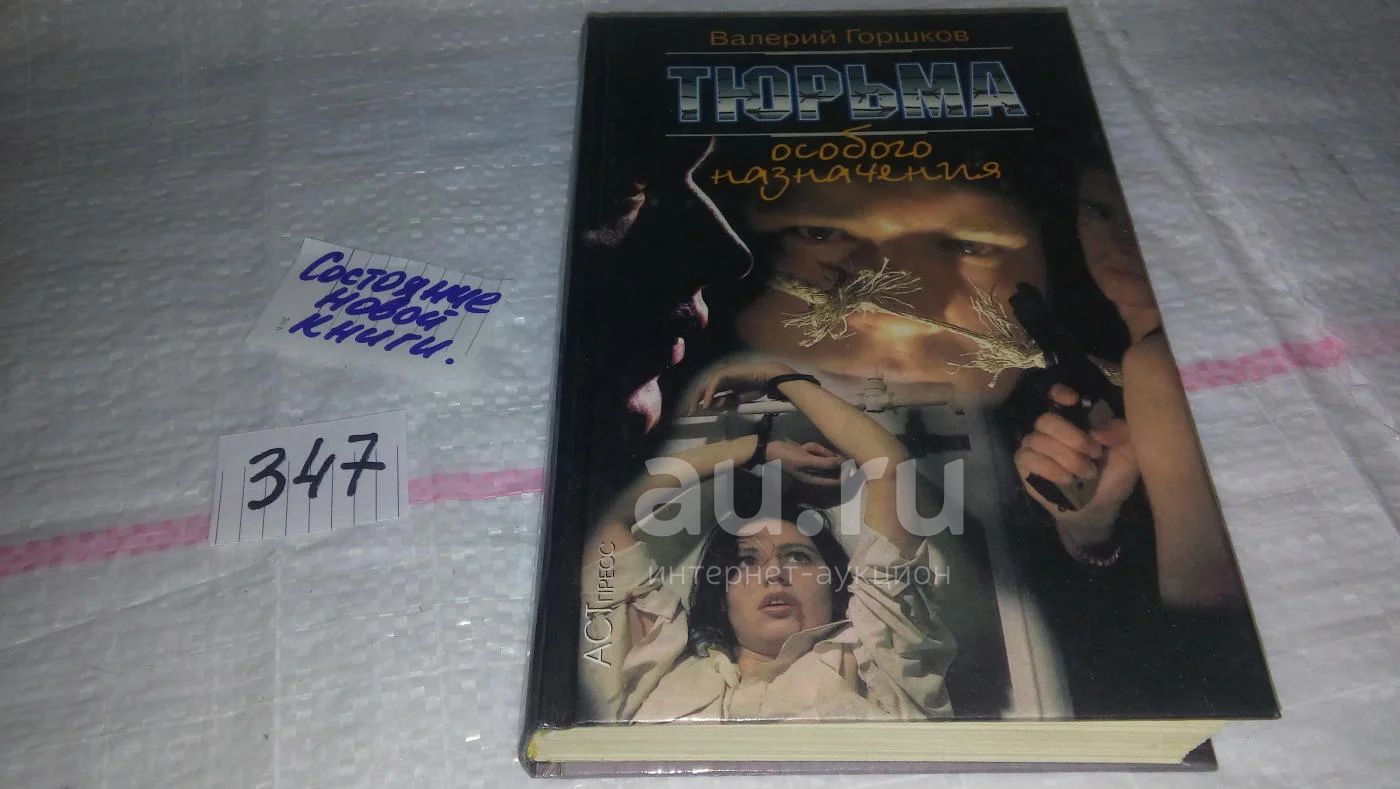 Валерий Горшков
ТЮРЬМА
особого
назначения
Состояние
новой
книги.
347
au.ru
интернет-аукцион
АСТ ПРЕСС